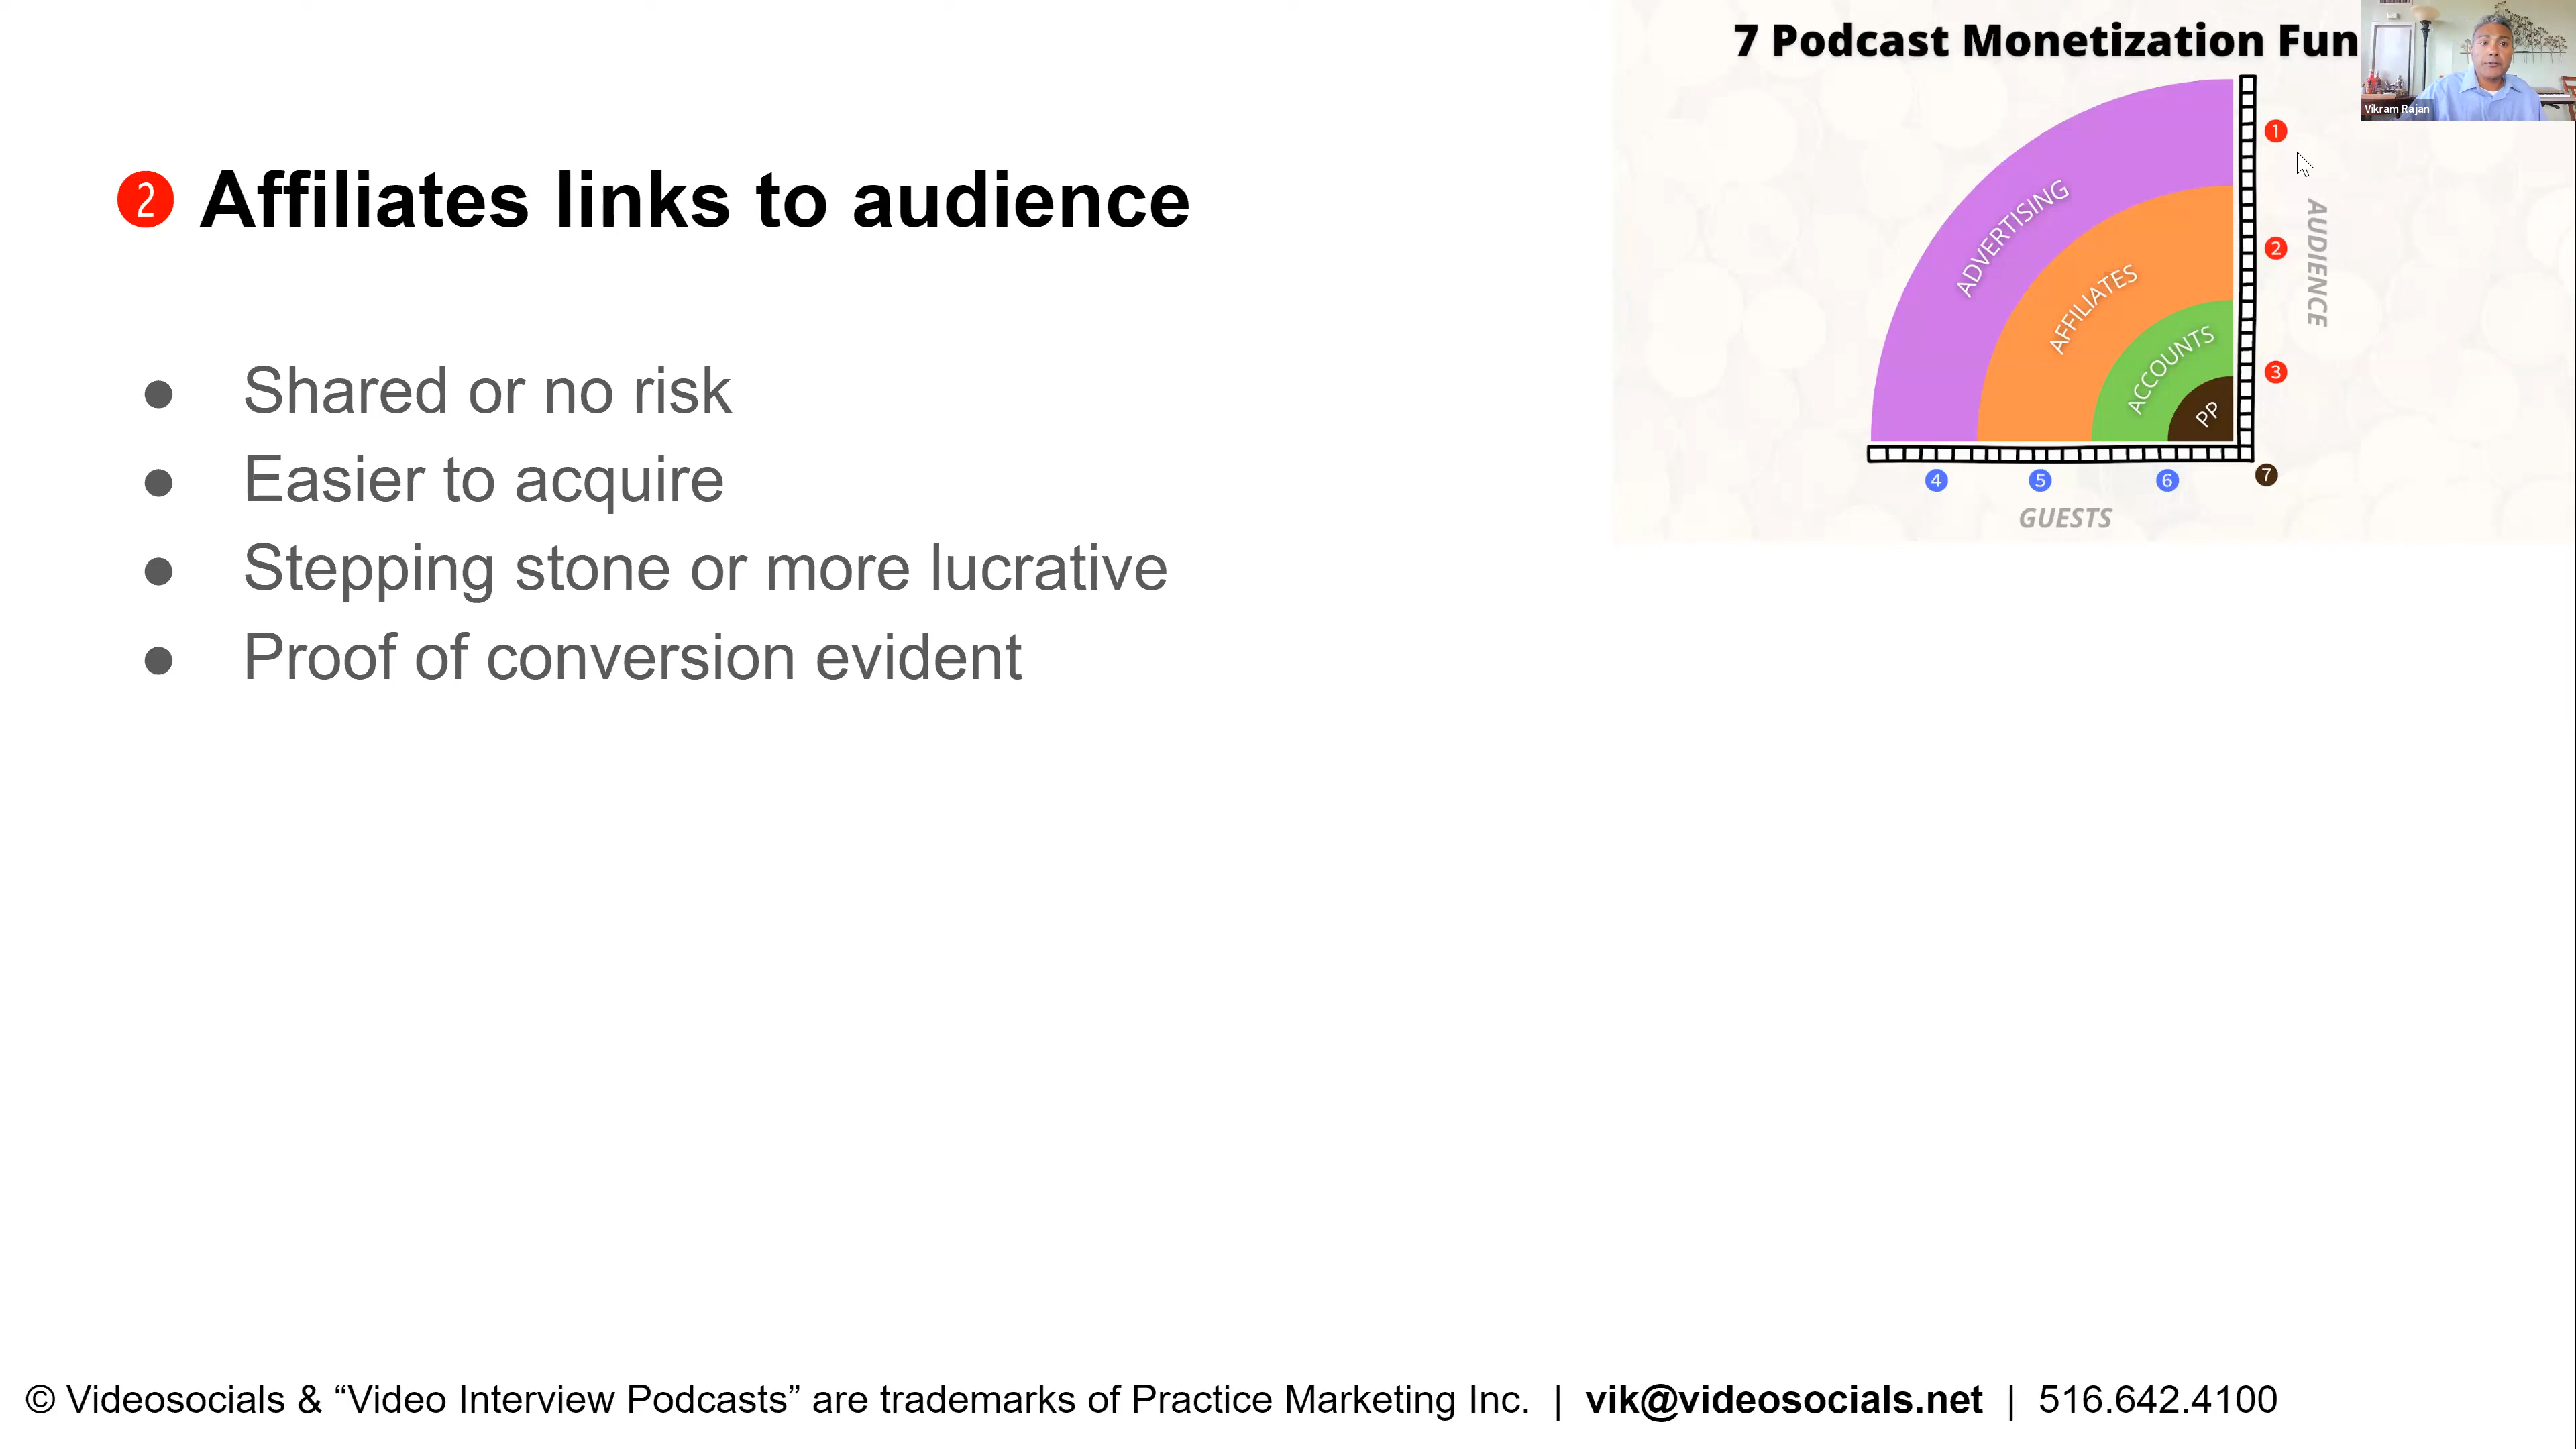 7 Podcast Monetization Fun
Vikram Rajan
❷ Affiliates links to audience
● Shared or no risk
● Easier to acquire
● Stepping stone or more lucrative
● Proof of conversion evident
ADVERTISING
AFFILIATES
ACCOUNTS
PP
1
2
3
AUDIENCE
4
5
6
7
GUESTS
© Videosocials & “Video Interview Podcasts” are trademarks of Practice Marketing Inc. | vik@videosocials.net | 516.642.4100